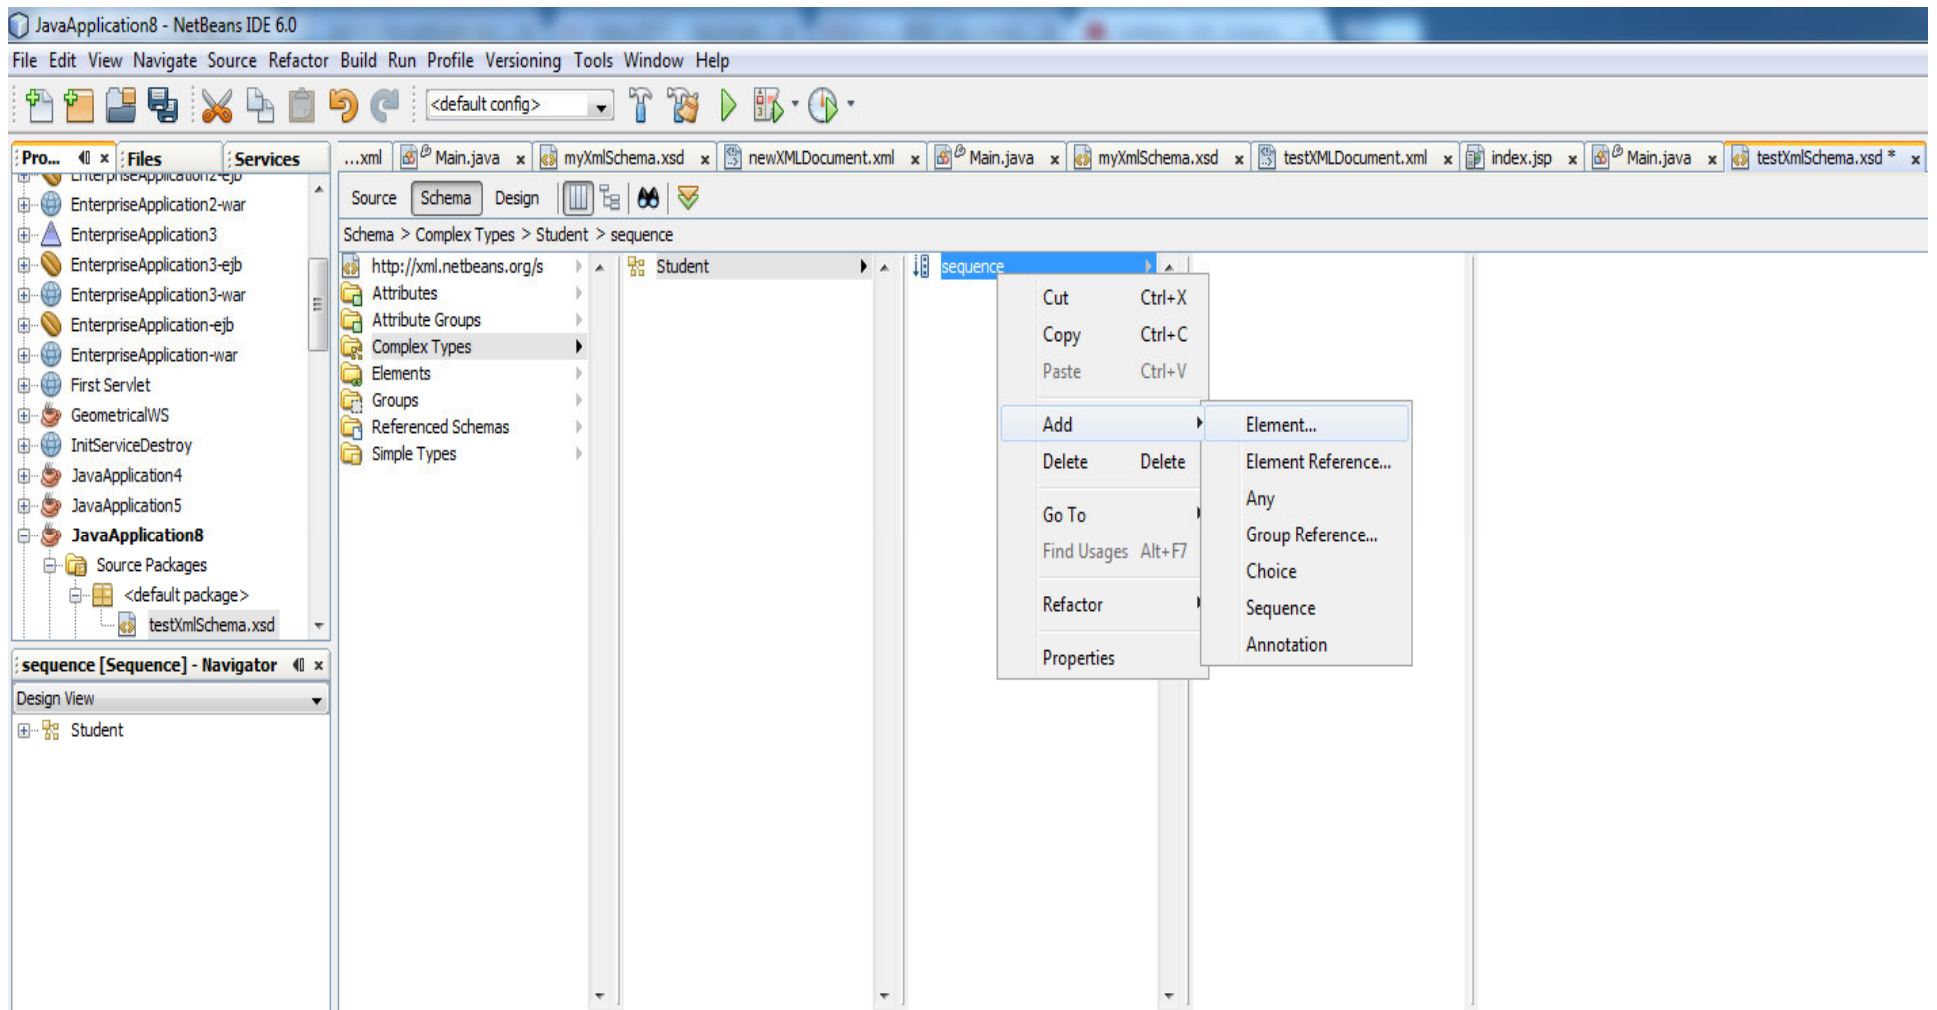 JavaApplication8 - NetBeans IDE 6.0
File Edit View Navigate Source Refactor Build Run Profile Versioning Tools Window Help
<default config>
Pro... Files Services
...xml Main.java x myXmlSchema.xsd x newXMLDocument.xml x Main.java x myXmlSchema.xsd x testXMLDocument.xml x index.jsp x Main.java x testXmlSchema.xsd * x
EnterpriseApplication2-ejb
EnterpriseApplication2-war
EnterpriseApplication3
EnterpriseApplication3-ejb
EnterpriseApplication3-war
EnterpriseApplication-ejb
EnterpriseApplication-war
First Servlet
GeometricalWS
InitServiceDestroy
JavaApplication4
JavaApplication5
JavaApplication8
Source Packages
<default package>
testXmlSchema.xsd
sequence [Sequence] - Navigator
Design View
Student
Source Schema Design
Schema > Complex Types > Student > sequence
http://xml.netbeans.org/s
Attributes
Attribute Groups
Complex Types
Elements
Groups
Referenced Schemas
Simple Types
Student
sequence
Cut Ctrl+X
Copy Ctrl+C
Paste Ctrl+V
Add
Delete Delete
Go To
Find Usages Alt+F7
Refactor
Properties
Element...
Element Reference...
Any
Group Reference...
Choice
Sequence
Annotation